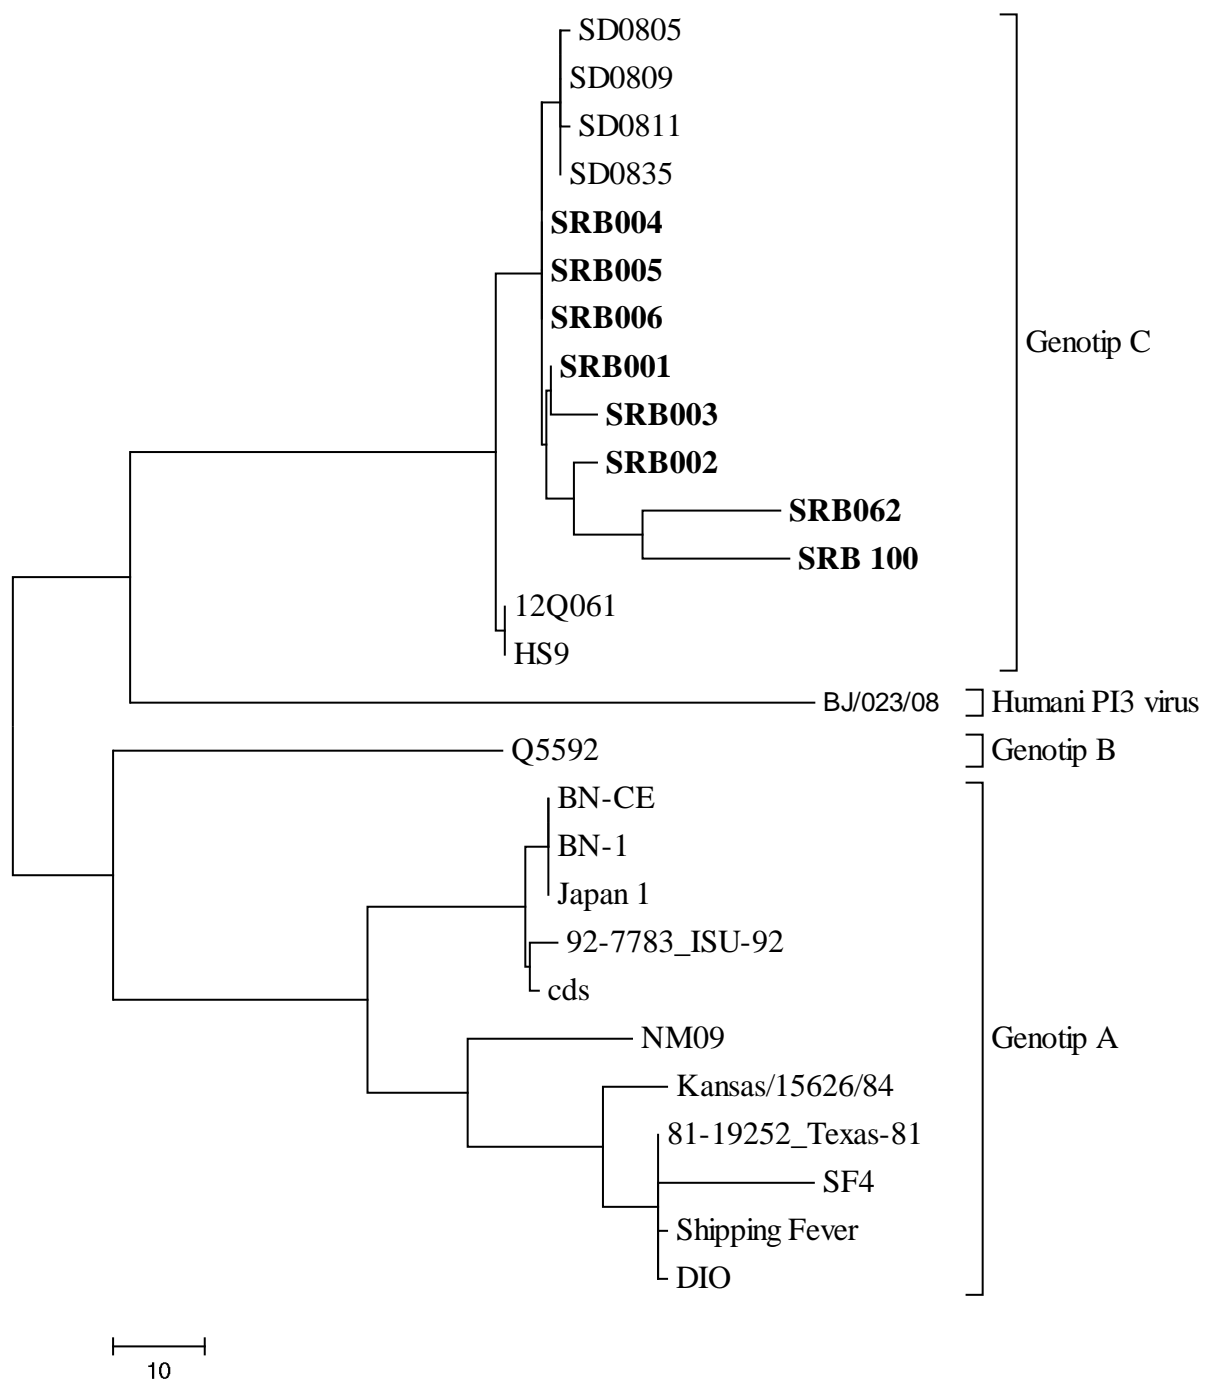 SD0805
SD0809
SD0811
SD0835
SRB004
SRB005
SRB006
SRB001
SRB003
SRB002
SRB062
SRB 100
12Q061
HS9
Genotip C
BJ/023/08
Humani PI3 virus
Q5592
Genotip B
BN-CE
BN-1
Japan 1
92-7783_ISU-92
cds
NM09
Kansas/15626/84
81-19252_Texas-81
SF4
Shipping Fever
DIO
Genotip A
10